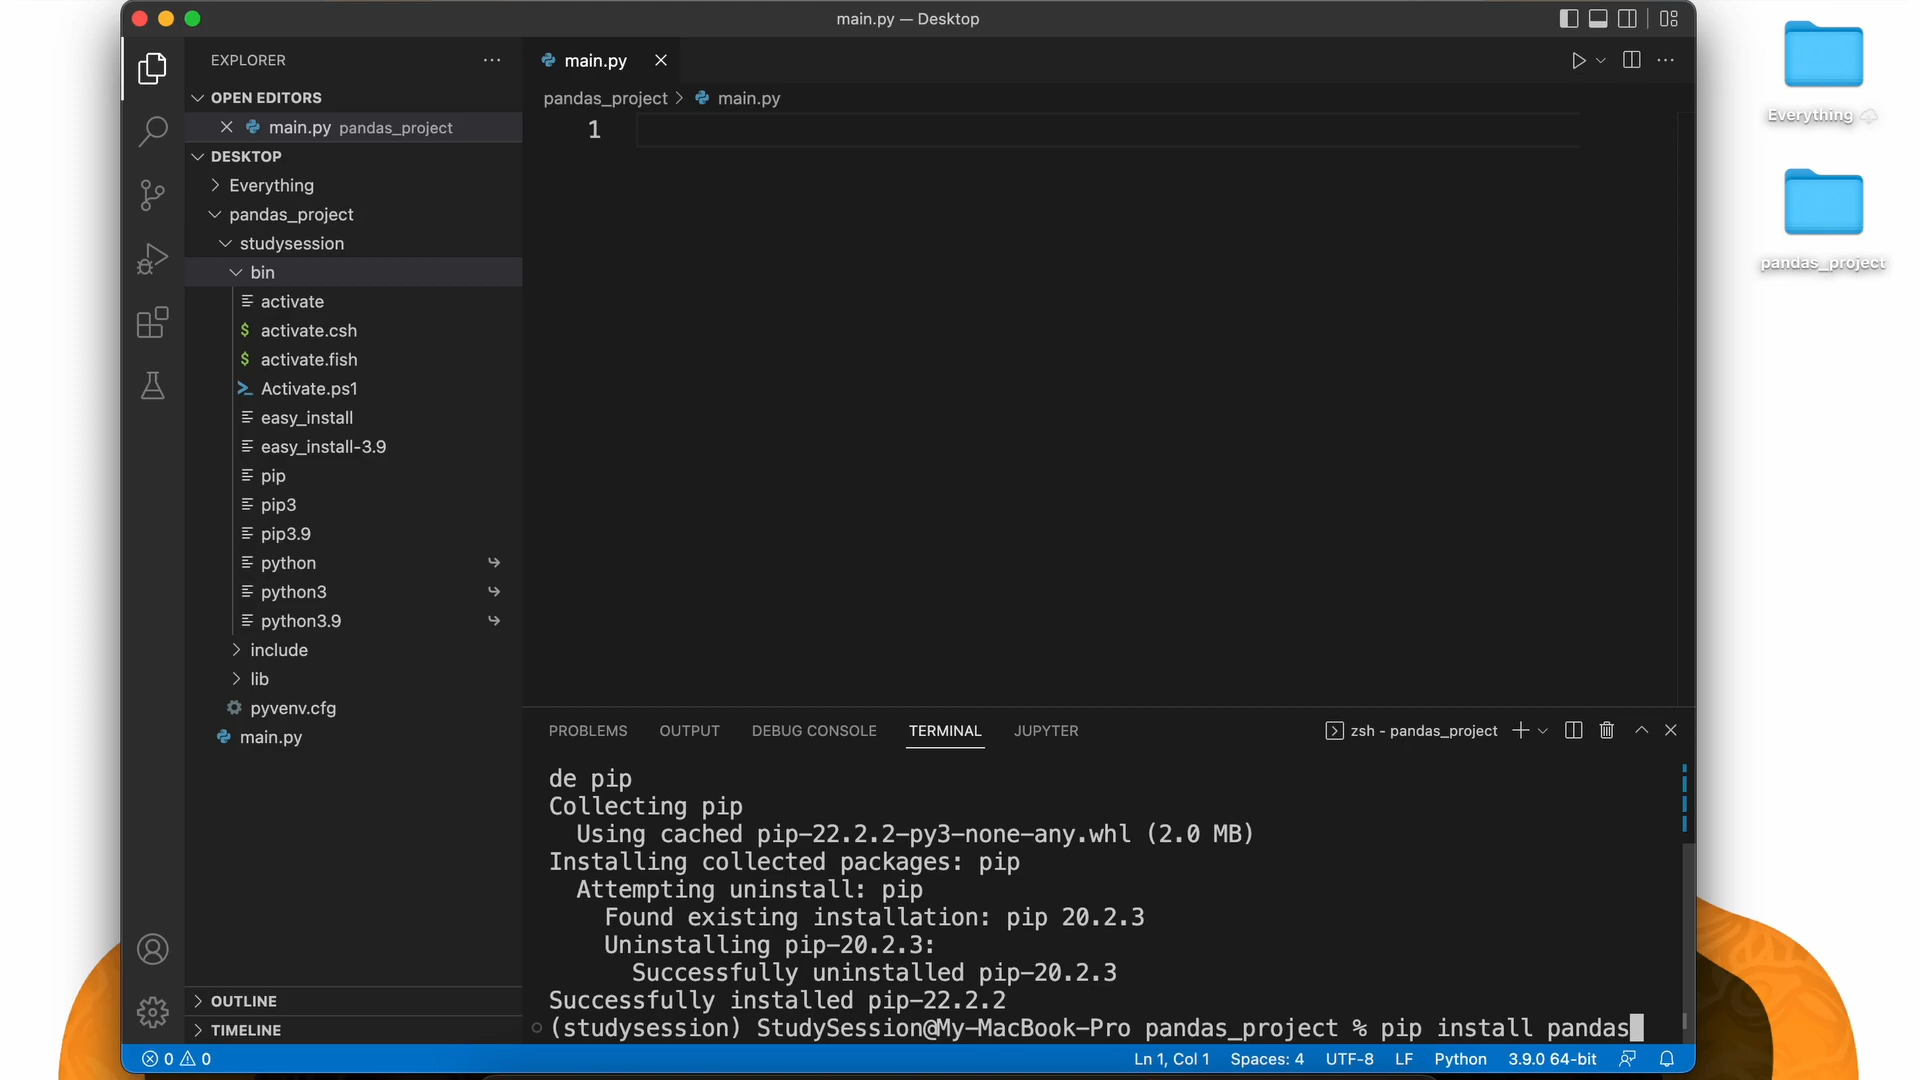 main.py — Desktop
EXPLORER
OPEN EDITORS
main.py pandas_project
DESKTOP
Everything
pandas_project
studysession
bin
activate
activate.csh
activate.fish
Activate.ps1
easy_install
easy_install-3.9
pip
pip3
pip3.9
python
python3
python3.9
include
lib
pyvenv.cfg
main.py
OUTLINE
TIMELINE
main.py
pandas_project > main.py
1
PROBLEMS OUTPUT DEBUG CONSOLE TERMINAL JUPYTER
zsh - pandas_project
de pip
Collecting pip
Using cached pip-22.2.2-py3-none-any.whl (2.0 MB)
Installing collected packages: pip
Attempting uninstall: pip
Found existing installation: pip 20.2.3
Uninstalling pip-20.2.3:
Successfully uninstalled pip-20.2.3
Successfully installed pip-22.2.2
(studysession) StudySession@My-MacBook-Pro pandas_project % pip install pandas
0 0
Ln 1, Col 1 Spaces: 4 UTF-8 LF Python 3.9.0 64-bit
Everything
pandas_project